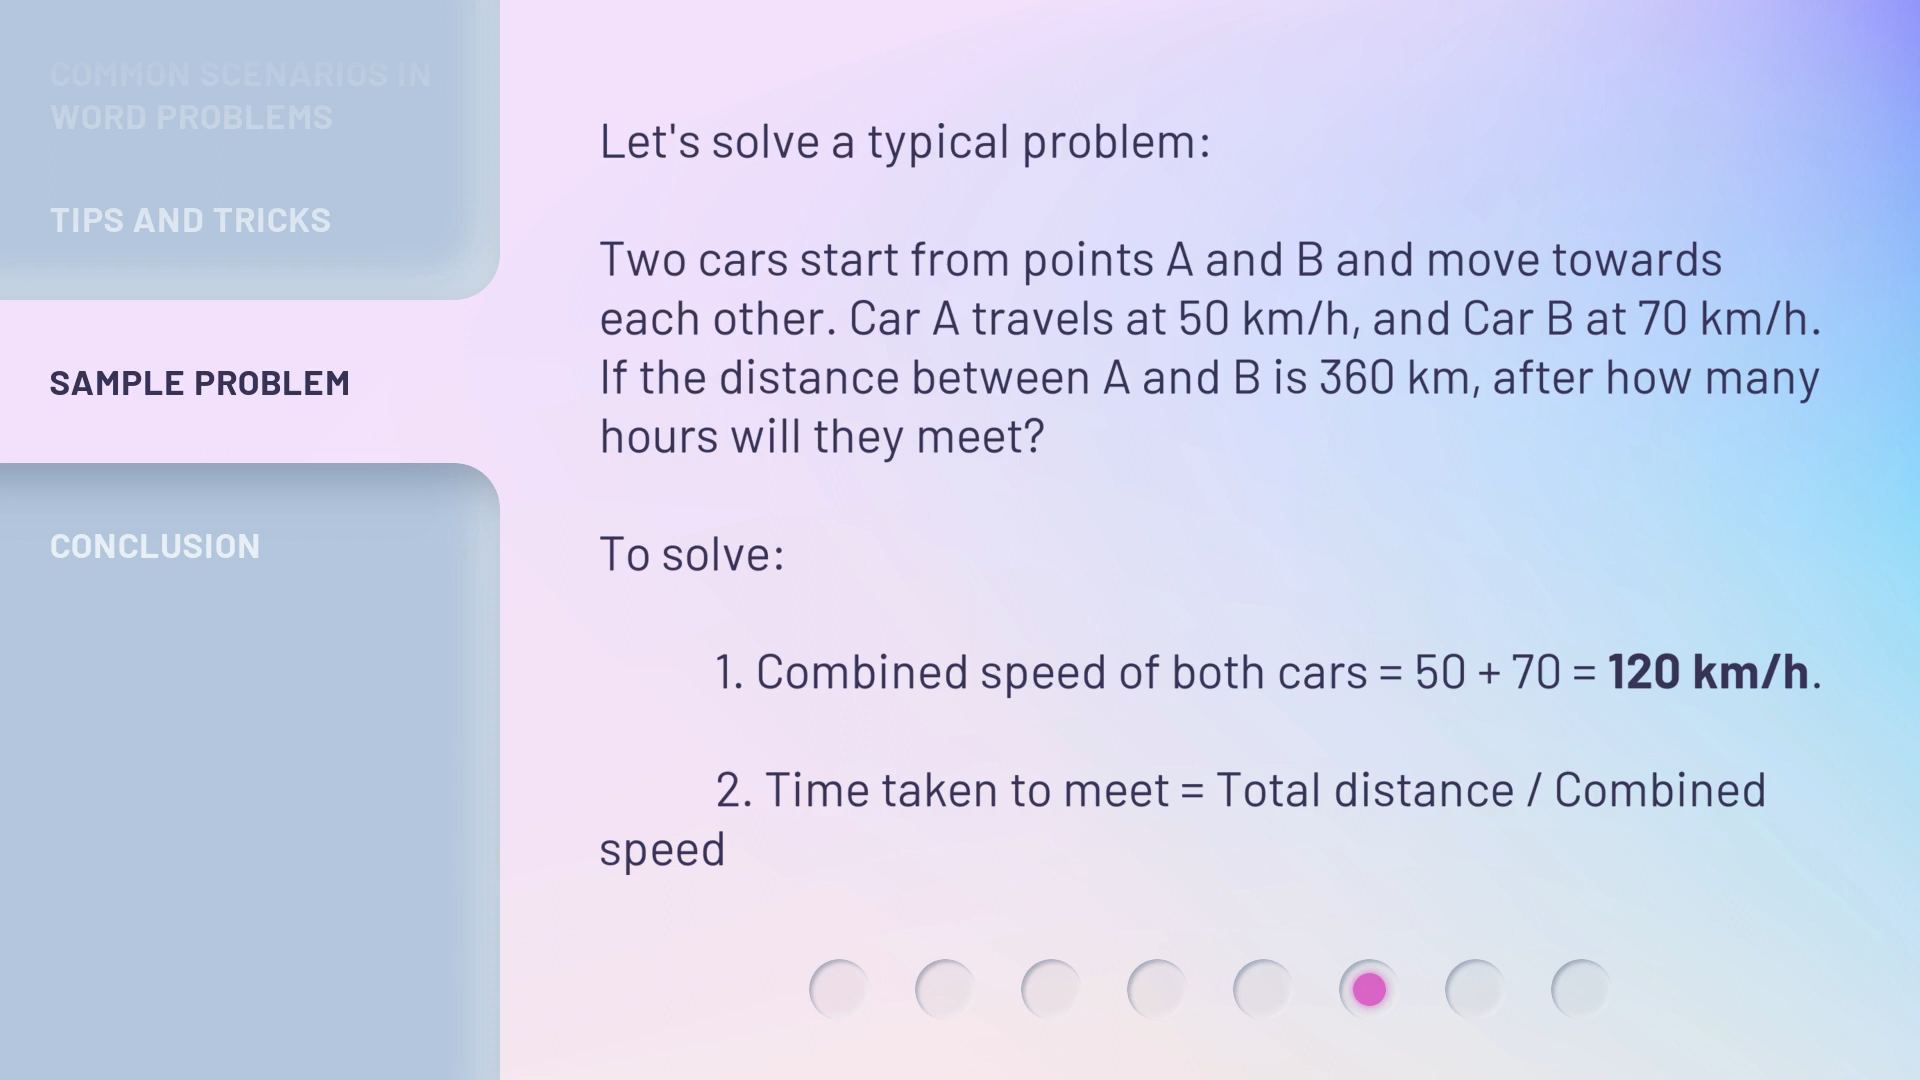 COMMON SCENARIOS IN
WORD PROBLEMS
TIPS AND TRICKS
SAMPLE PROBLEM
CONCLUSION
Let's solve a typical problem:
Two cars start from points A and B and move towards
each other. Car A travels at 50 km/h, and Car B at 70 km/h.
If the distance between A and B is 360 km, after how many
hours will they meet?
To solve:
1. Combined speed of both cars = 50 + 70 = 120 km/h.
2. Time taken to meet = Total distance / Combined
speed